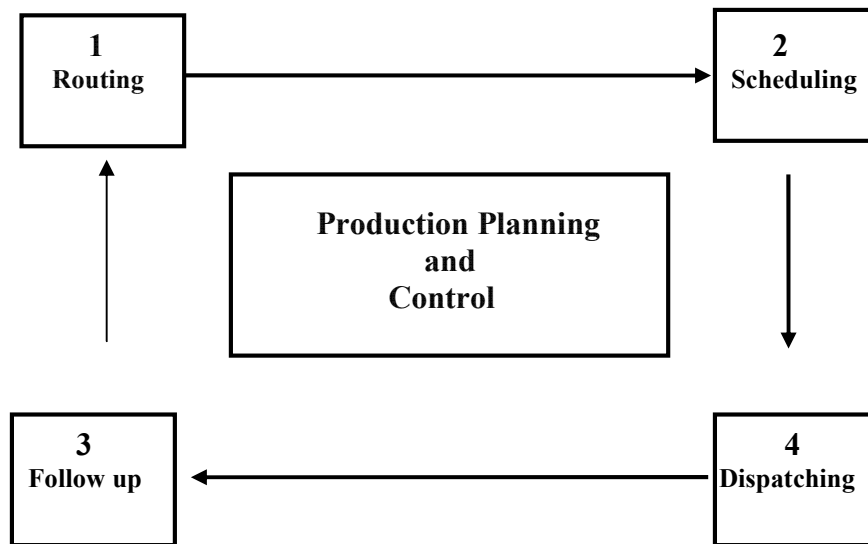 1
Routing
2
Scheduling
Production Planning
and
Control
3
Follow up
4
Dispatching